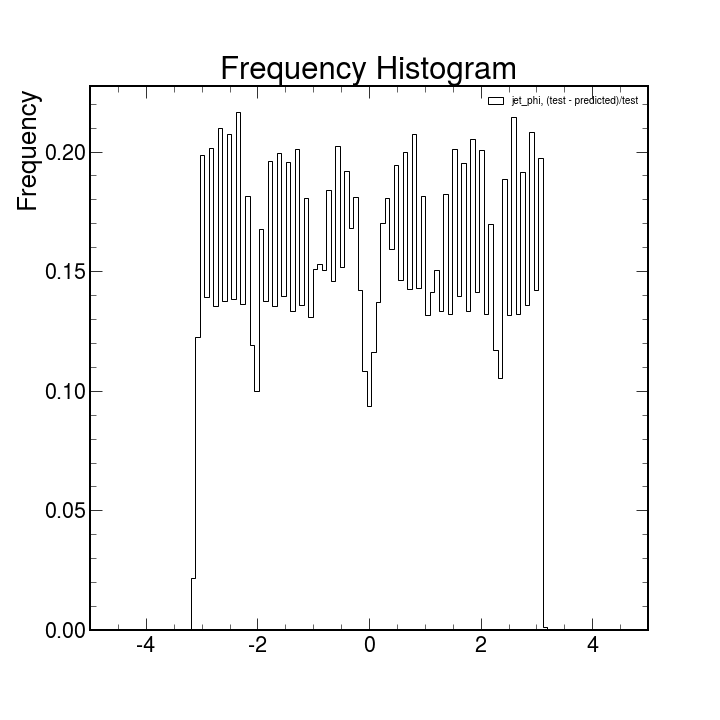 Frequency Histogram
jet_phi, (test - predicted)/test
Frequency
0.20
0.15
0.10
0.05
0.00
-4 -2 0 2 4